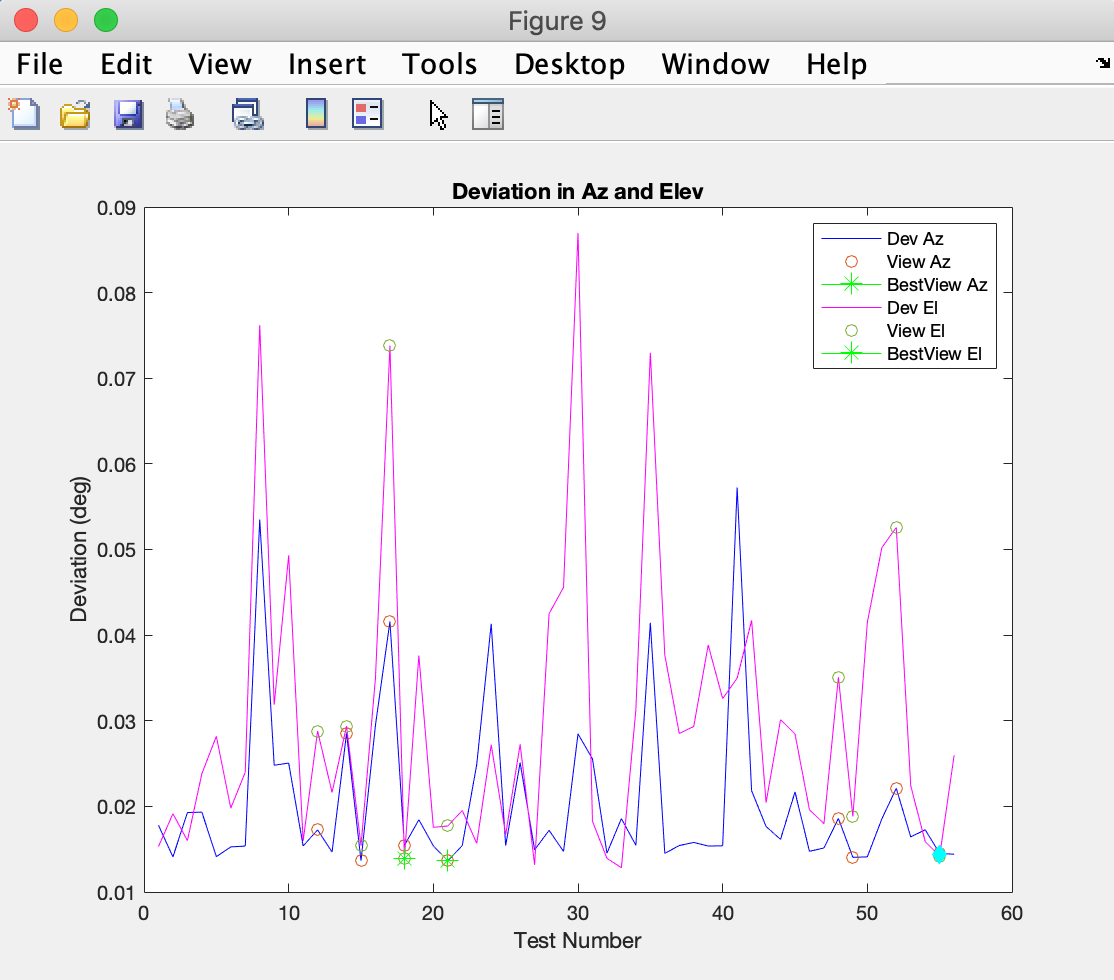 Figure 9
File Edit View Insert Tools Desktop Window Help
Deviation in Az and Elev
0.09
0.08
0.07
0.06
0.05
0.04
0.03
0.02
0.01
Deviation (deg)
Dev Az
View Az
BestView Az
Dev El
View El
BestView El
0 10 20 30 40 50 60
Test Number